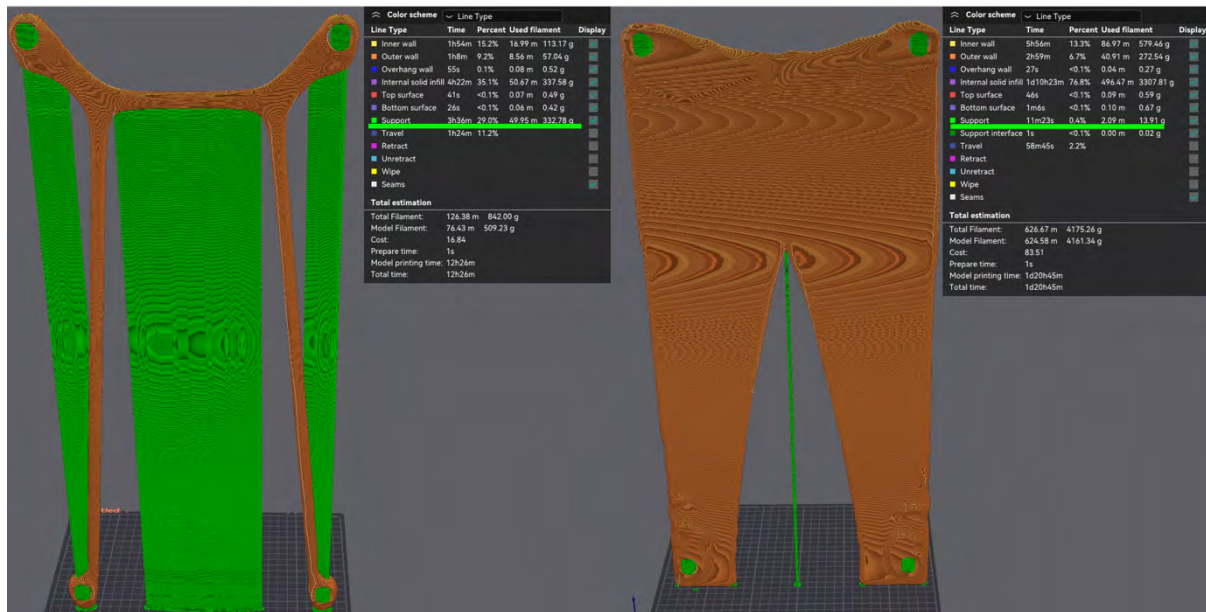 Color scheme Line Type
Line Type Time Percent Used filament Display
Inner wall 1h54m 15.2% 16.99 m 113.17 g
Outer wall 1h8m 9.2% 8.56 m 57.04 g
Overhang wall 55s 0.1% 0.08 m 0.52 g
Internal solid infill 4h22m 35.1% 50.67 m 337.58 g
Top surface 41s <0.1% 0.07 m 0.49 g
Bottom surface 26s <0.1% 0.06 m 0.42 g
Support 3h36m 29.0% 49.95 m 332.78 g
Travel 1h24m 11.2%
Retract
Unretract
Wipe
Seams
Total estimation
Total Filament: 126.38 m 842.00 g
Model Filament: 76.43 m 509.23 g
Cost: 16.84
Prepare time: 1s
Model printing time: 12h26m
Total time: 12h26m
Color scheme Line Type
Line Type Time Percent Used filament Display
Inner wall 5h56m 13.3% 86.97 m 579.46 g
Outer wall 2h59m 6.7% 40.91 m 272.54 g
Overhang wall 27s <0.1% 0.04 m 0.27 g
Internal solid infill 1d10h23m 76.8% 496.47 m 3307.81 g
Top surface 46s <0.1% 0.09 m 0.59 g
Bottom surface 1m6s <0.1% 0.10 m 0.67 g
Support 11m23s 0.4% 2.09 m 13.91 g
Support interface 1s <0.1% 0.00 m 0.02 g
Travel 58m45s 2.2%
Retract
Unretract
Wipe
Seams
Total estimation
Total Filament: 626.67 m 4175.26 g
Model Filament: 624.58 m 4161.34 g
Cost: 83.51
Prepare time: 1s
Model printing time: 1d20h45m
Total time: 1d20h45m